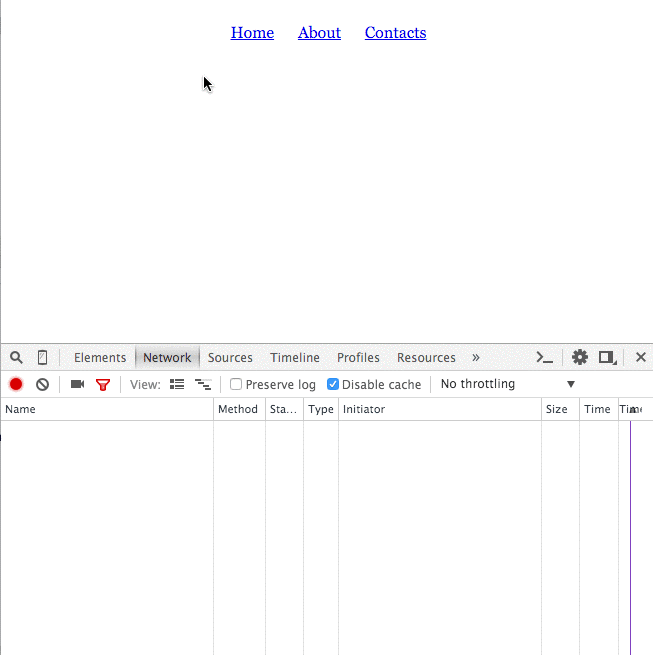 Home About Contacts
Elements Network Sources Timeline Profiles Resources »
View: Preserve log Disable cache No throttling
Name Method Sta... Type Initiator Size Time